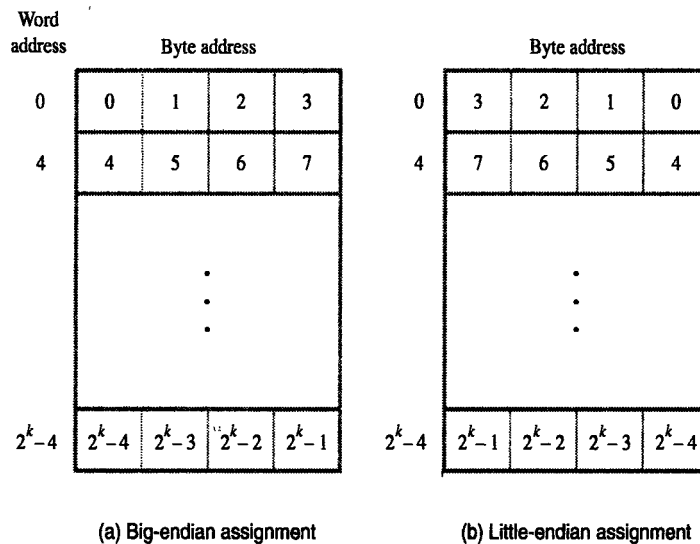 Word
address
Byte address
0 0 1 2 3
4 4 5 6 7
2^k−4 2^k−4 2^k−3 2^k−2 2^k−1
(a) Big-endian assignment
Byte address
0 3 2 1 0
4 7 6 5 4
2^k−4 2^k−1 2^k−2 2^k−3 2^k−4
(b) Little-endian assignment